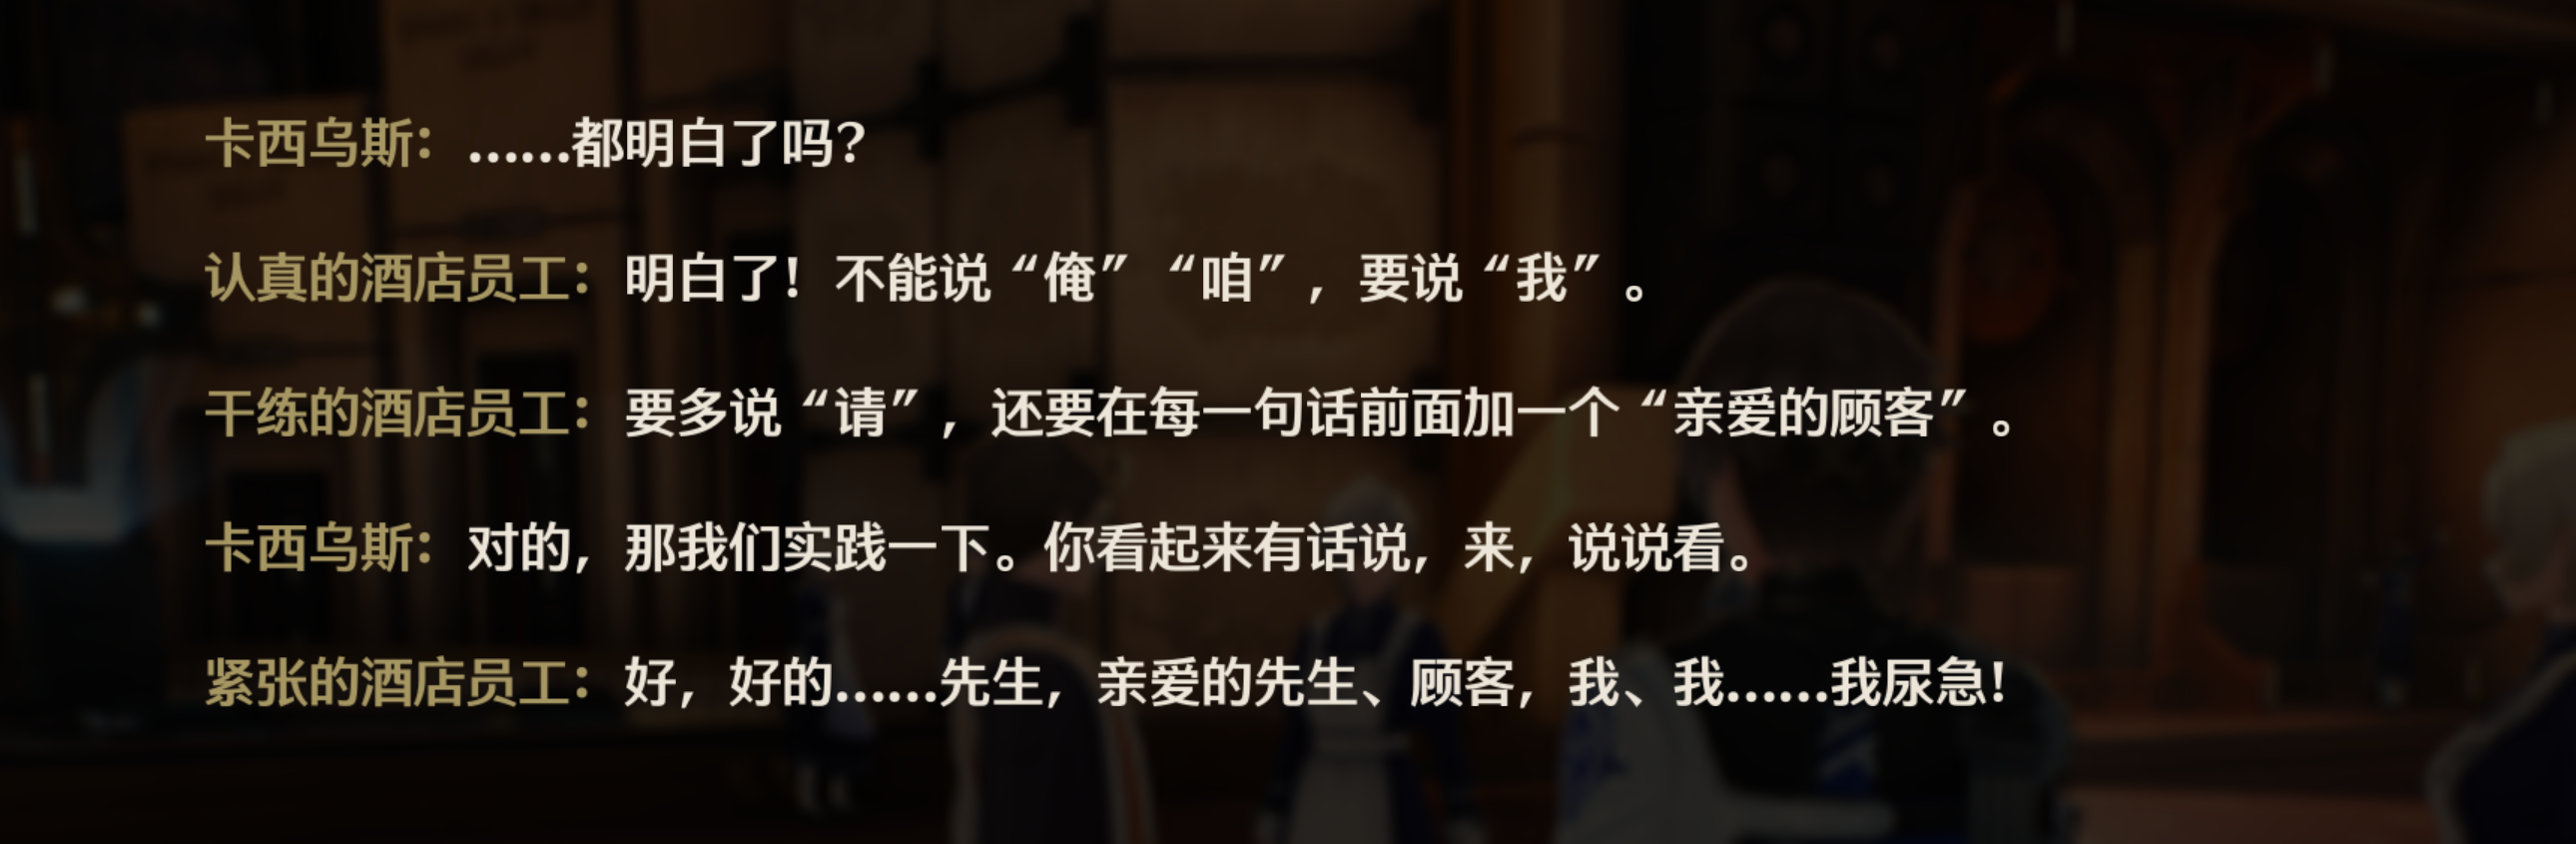 卡西乌斯：……都明白了吗？
认真的酒店员工：明白了！不能说“俺”“咱”，要说“我”。
干练的酒店员工：要多说“请”，还要在每一句话前面加一个“亲爱的顾客”。
卡西乌斯：对的，那我们实践一下。你看起来有话说，来，说说看。
紧张的酒店员工：好，好的……先生，亲爱的先生、顾客，我、我……我尿急！